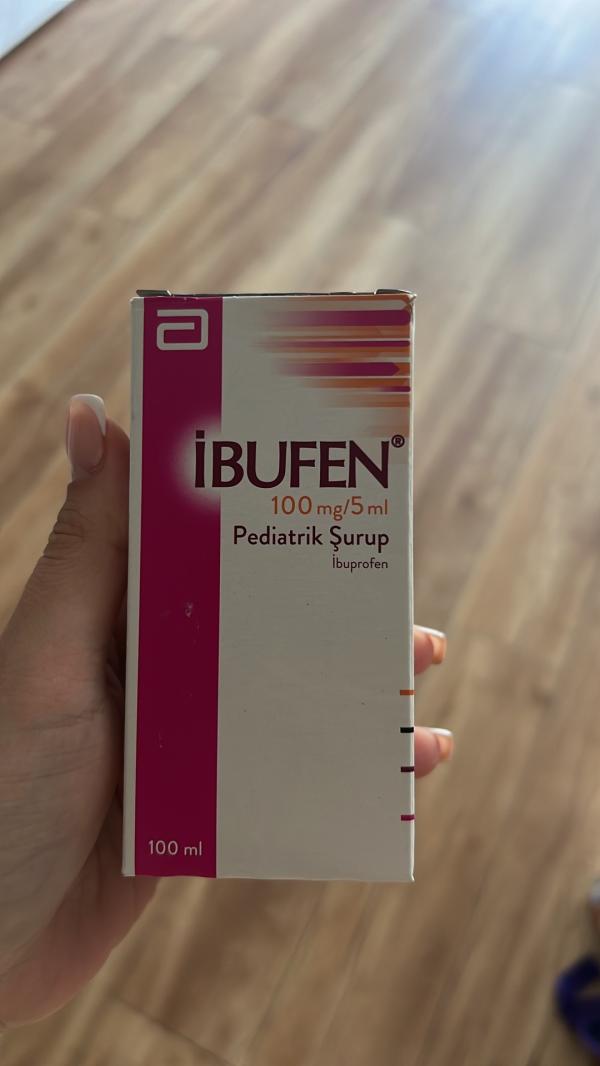 İBUFEN®
100 mg/5 ml
Pediatrik Şurup
İbuprofen
100 ml